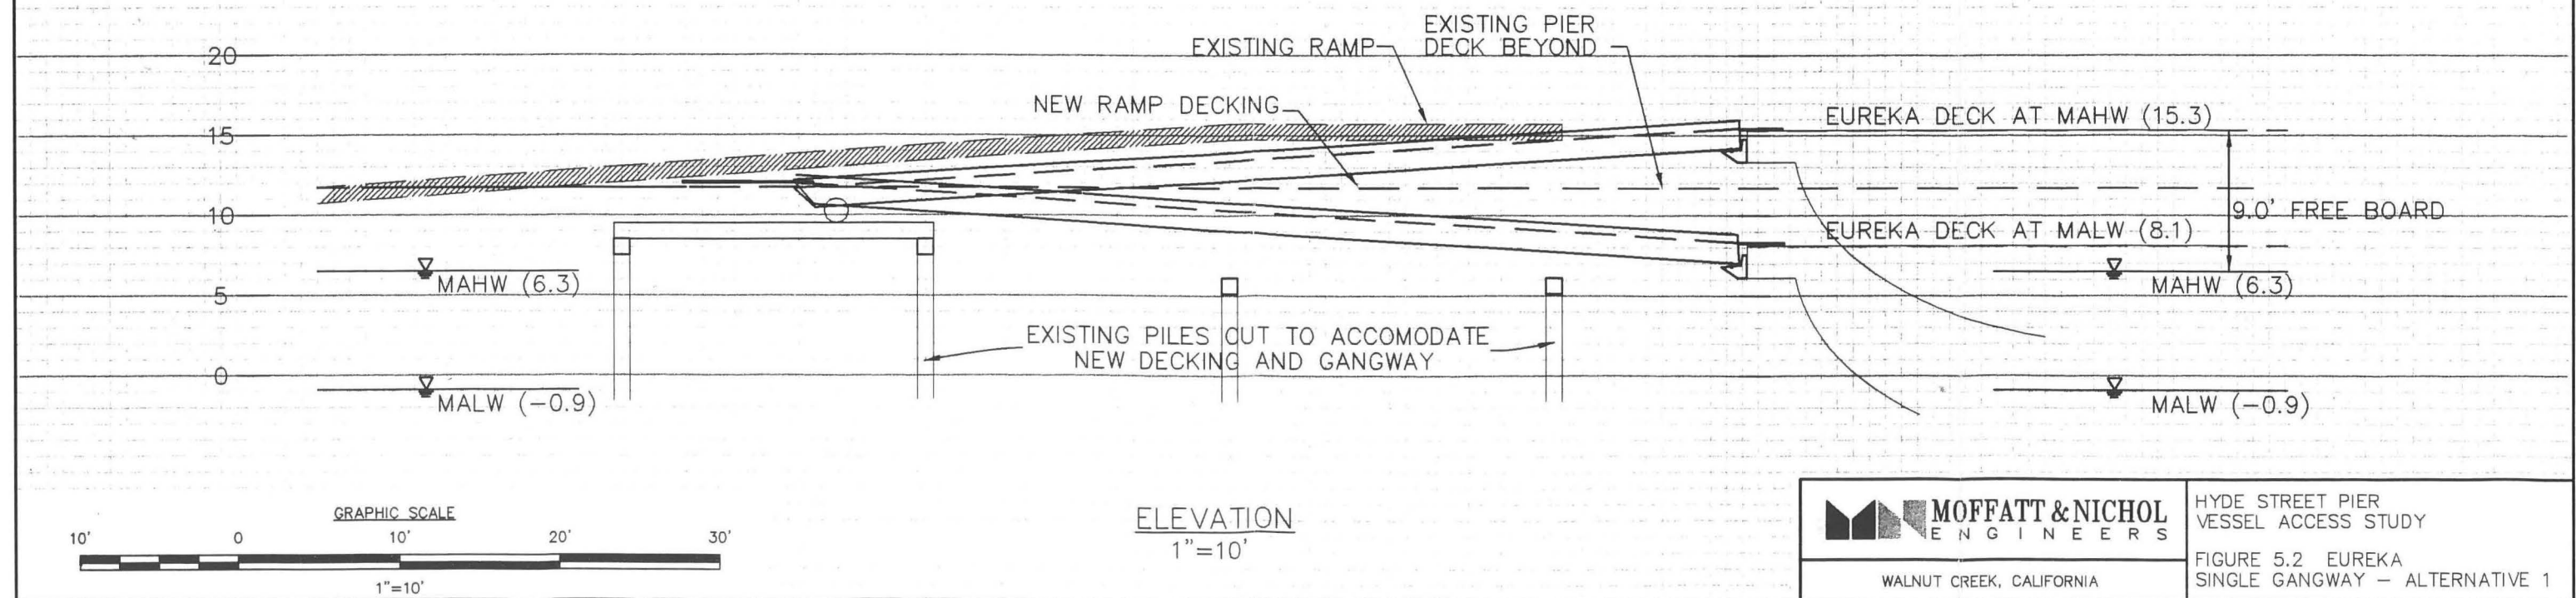 EXISTING PIER
DECK BEYOND
EXISTING RAMP
20
NEW RAMP DECKING
EUREKA DECK AT MAHW (15.3)
15
10
9.0' FREE BOARD
EUREKA DECK AT MALW (8.1)
MAHW (6.3)
MAHW (6.3)
5
EXISTING PILES CUT TO ACCOMODATE
NEW DECKING AND GANGWAY
0
MALW (-0.9)
MALW (-0.9)
GRAPHIC SCALE
10' 0 10' 20' 30'
1"=10'
ELEVATION
1"=10'
MOFFATT & NICHOL
ENGINEERS
WALNUT CREEK, CALIFORNIA
HYDE STREET PIER
VESSEL ACCESS STUDY
FIGURE 5.2 EUREKA
SINGLE GANGWAY - ALTERNATIVE 1